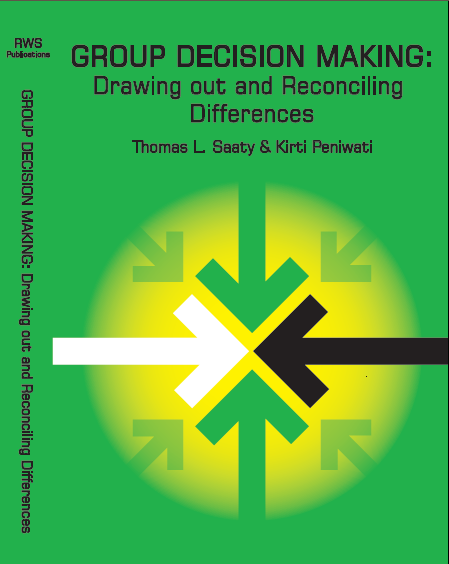 RWS
Publications
GROUP DECISION MAKING: Drawing out and Reconciling Differences
GROUP DECISION MAKING:
Drawing out and Reconciling
Differences
Thomas L. Saaty & Kirti Peniwati